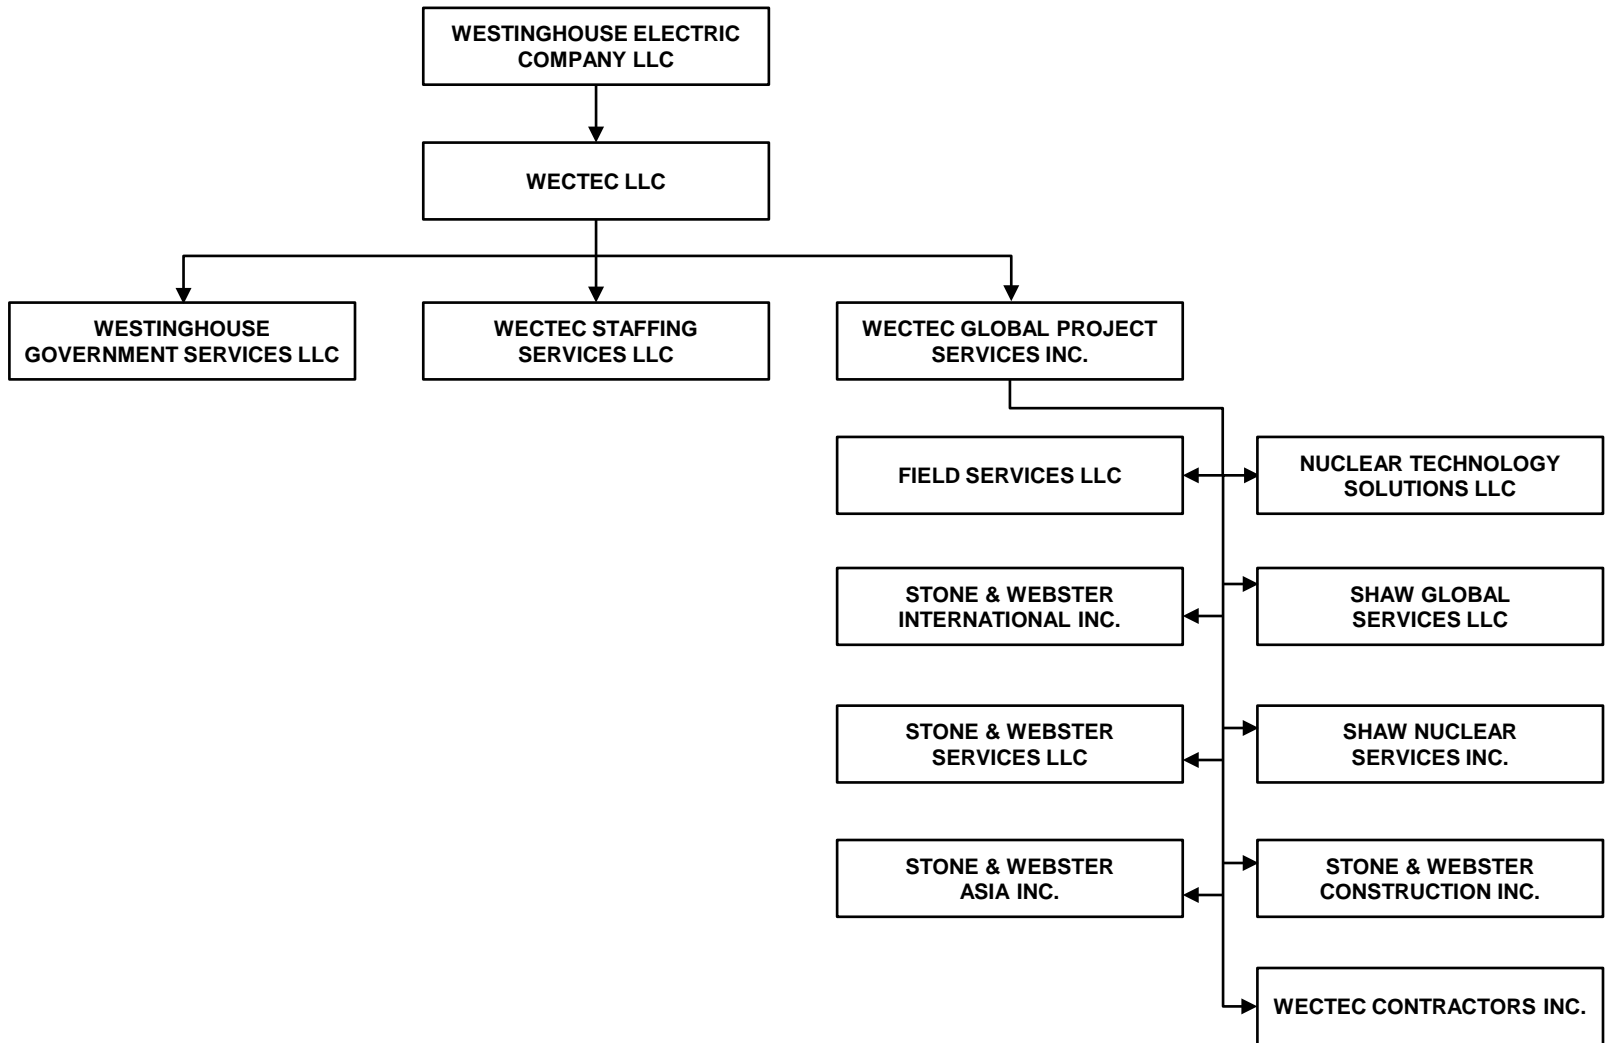 WESTINGHOUSE ELECTRIC
COMPANY LLC
WECTEC LLC
WESTINGHOUSE
GOVERNMENT SERVICES LLC
WECTEC STAFFING
SERVICES LLC
WECTEC GLOBAL PROJECT
SERVICES INC.
FIELD SERVICES LLC
NUCLEAR TECHNOLOGY
SOLUTIONS LLC
STONE & WEBSTER
INTERNATIONAL INC.
SHAW GLOBAL
SERVICES LLC
STONE & WEBSTER
SERVICES LLC
SHAW NUCLEAR
SERVICES INC.
STONE & WEBSTER
ASIA INC.
STONE & WEBSTER
CONSTRUCTION INC.
WECTEC CONTRACTORS INC.